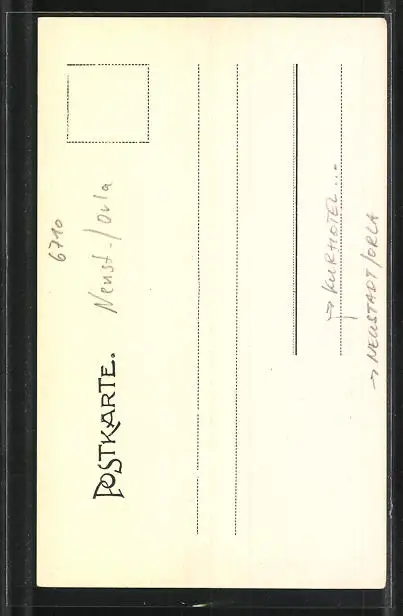 6710
Neust-/Orla
POSTKARTE.
→ KURHOTEL...
→ NEUSTADT/ORLA